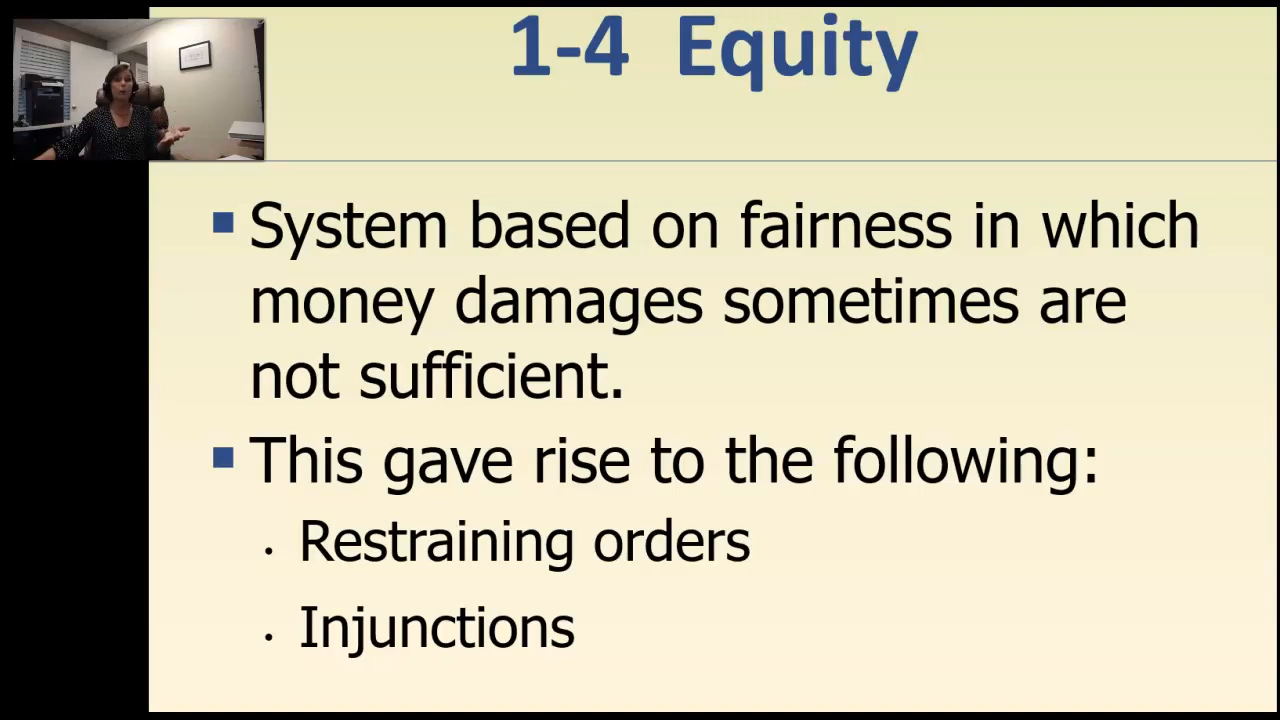 1-4 Equity
System based on fairness in which
money damages sometimes are
not sufficient.
This gave rise to the following:
Restraining orders
Injunctions